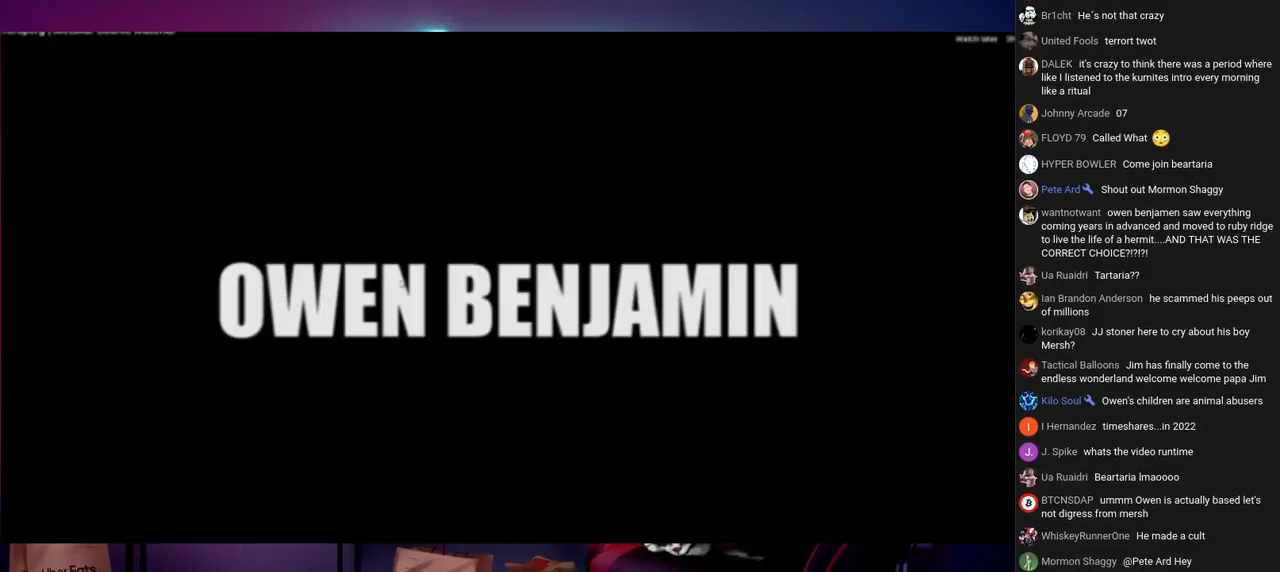 Watch later
OWEN BENJAMIN
Uber Eats
Br1cht He´s not that crazy
United Fools terrort twot
DALEK it's crazy to think there was a period where
like I listened to the kumites intro every morning
like a ritual
Johnny Arcade 07
FLOYD 79 Called What 😳
HYPER BOWLER Come join beartaria
Pete Ard Shout out Mormon Shaggy
wantnotwant owen benjamen saw everything
coming years in advanced and moved to ruby ridge
to live the life of a hermit....AND THAT WAS THE
CORRECT CHOICE?!?!?!
Ua Ruaidri Tartaria??
Ian Brandon Anderson he scammed his peeps out
of millions
korikay08 JJ stoner here to cry about his boy
Mersh?
Tactical Balloons Jim has finally come to the
endless wonderland welcome welcome papa Jim
Kilo Soul Owen's children are animal abusers
I
I Hernandez timeshares...in 2022
J.
J. Spike whats the video runtime
Ua Ruaidri Beartaria lmaoooo
BTCNSDAP ummm Owen is actually based let's
not digress from mersh
WhiskeyRunnerOne He made a cult
Mormon Shaggy @Pete Ard Hey